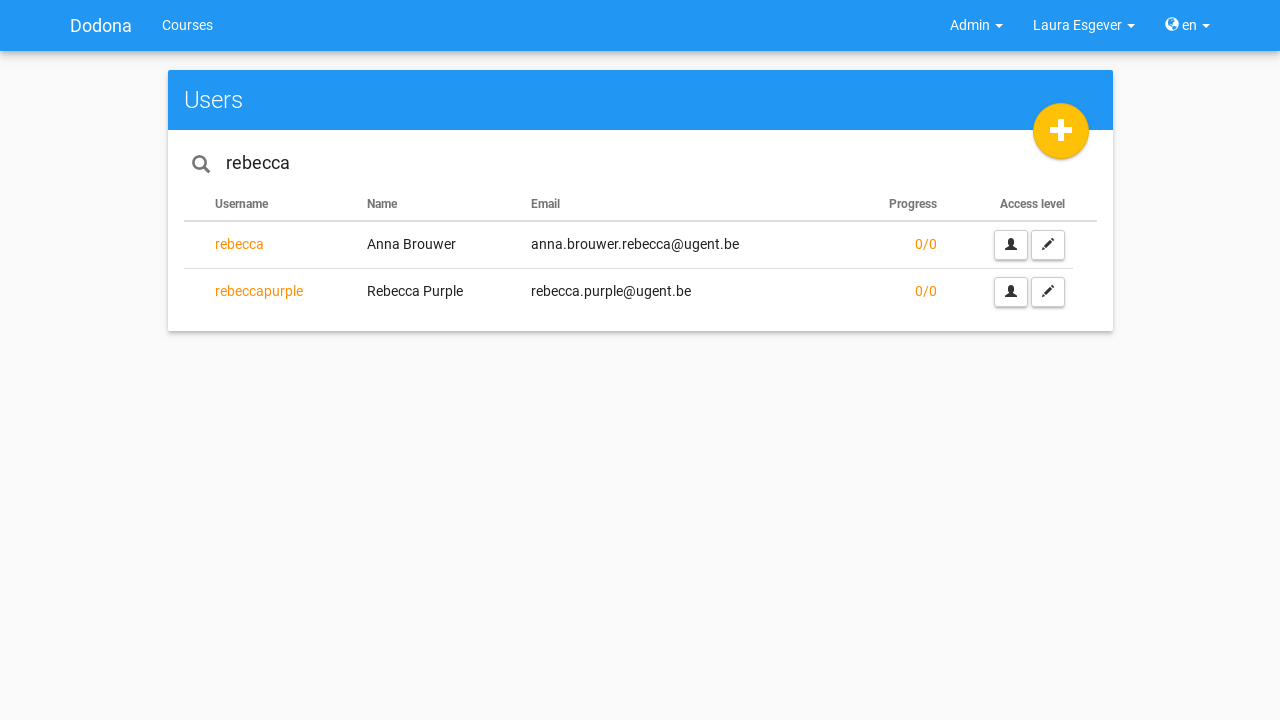 Dodona Courses Admin Laura Esgever en
Users
rebecca
Username Name Email Progress Access level
rebecca Anna Brouwer anna.brouwer.rebecca@ugent.be 0/0
rebeccapurple Rebecca Purple rebecca.purple@ugent.be 0/0